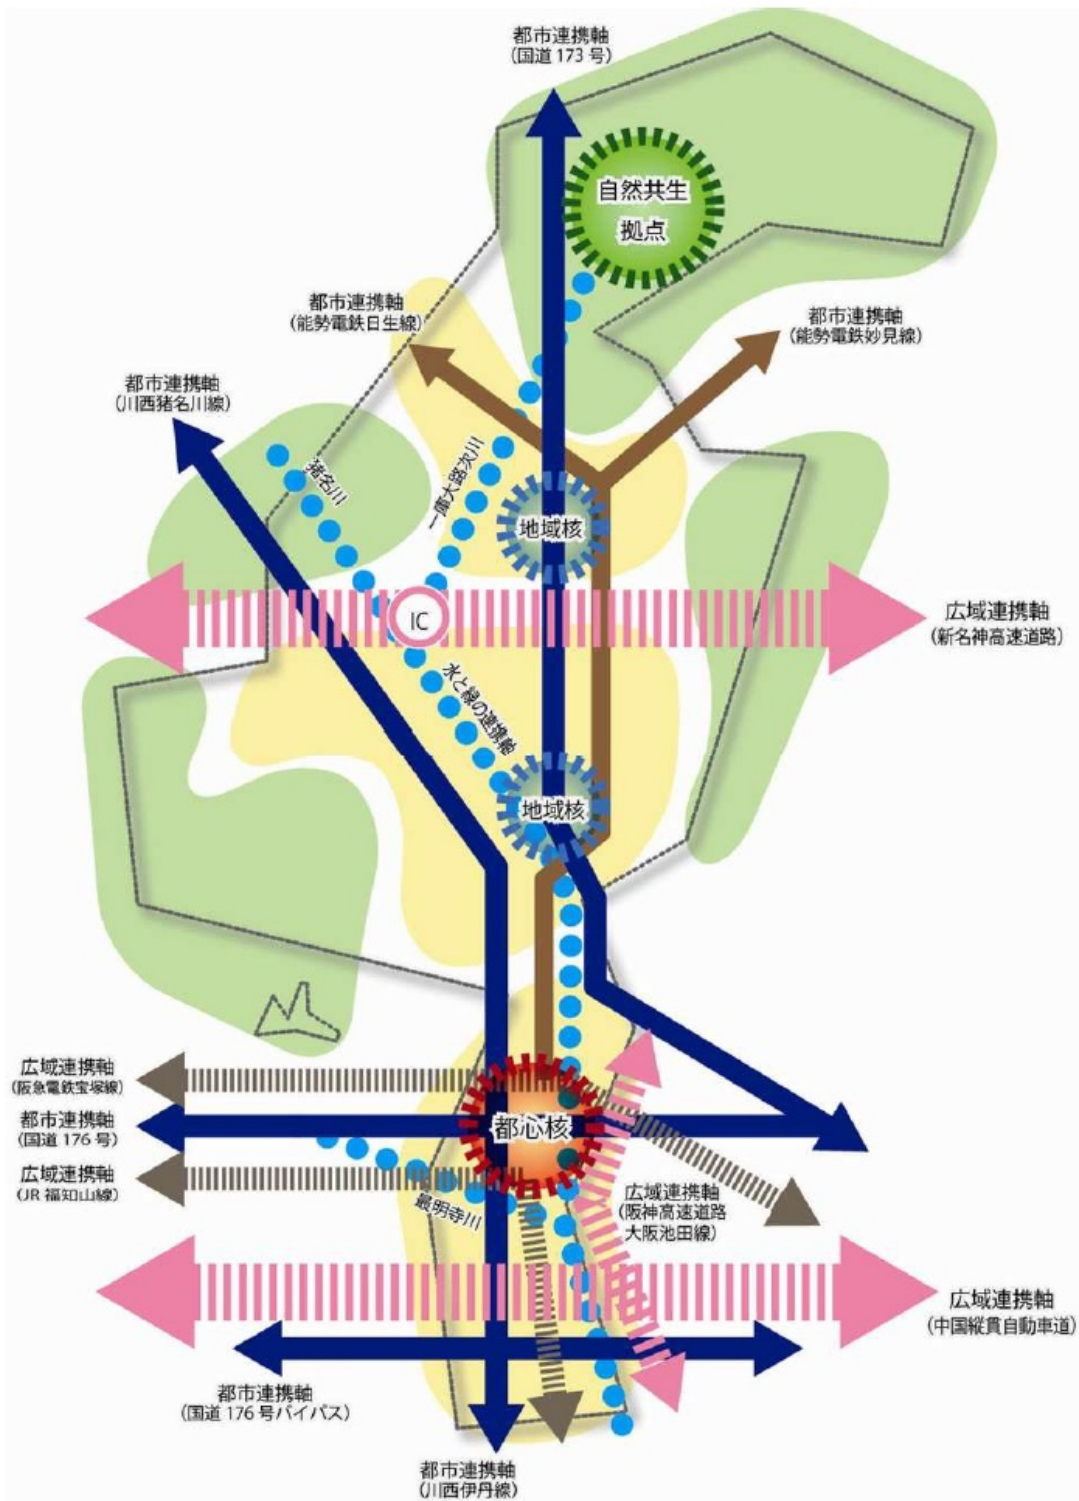 都市連携軸
(国道 173 号)
自然共生
拠点
都市連携軸
(能勢電鉄日生線)
都市連携軸
(能勢電鉄妙見線)
都市連携軸
(川西猪名川線)
猪名川
一庫大路次川
地域核
IC
広域連携軸
(新名神高速道路)
水と緑の連携軸
地域核
広域連携軸
(阪急電鉄宝塚線)
都市連携軸
(国道 176 号)
都心核
広域連携軸
(JR 福知山線)
最明寺川
広域連携軸
(阪神高速道路
大阪池田線)
広域連携軸
(中国縦貫自動車道)
都市連携軸
(国道 176 号バイパス)
都市連携軸
(川西伊丹線)